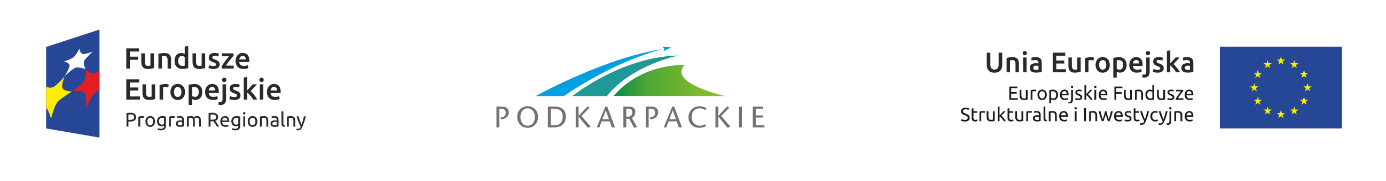 Fundusze
Europejskie
Program Regionalny
PODKARPACKIE
Unia Europejska
Europejskie Fundusze
Strukturalne i Inwestycyjne